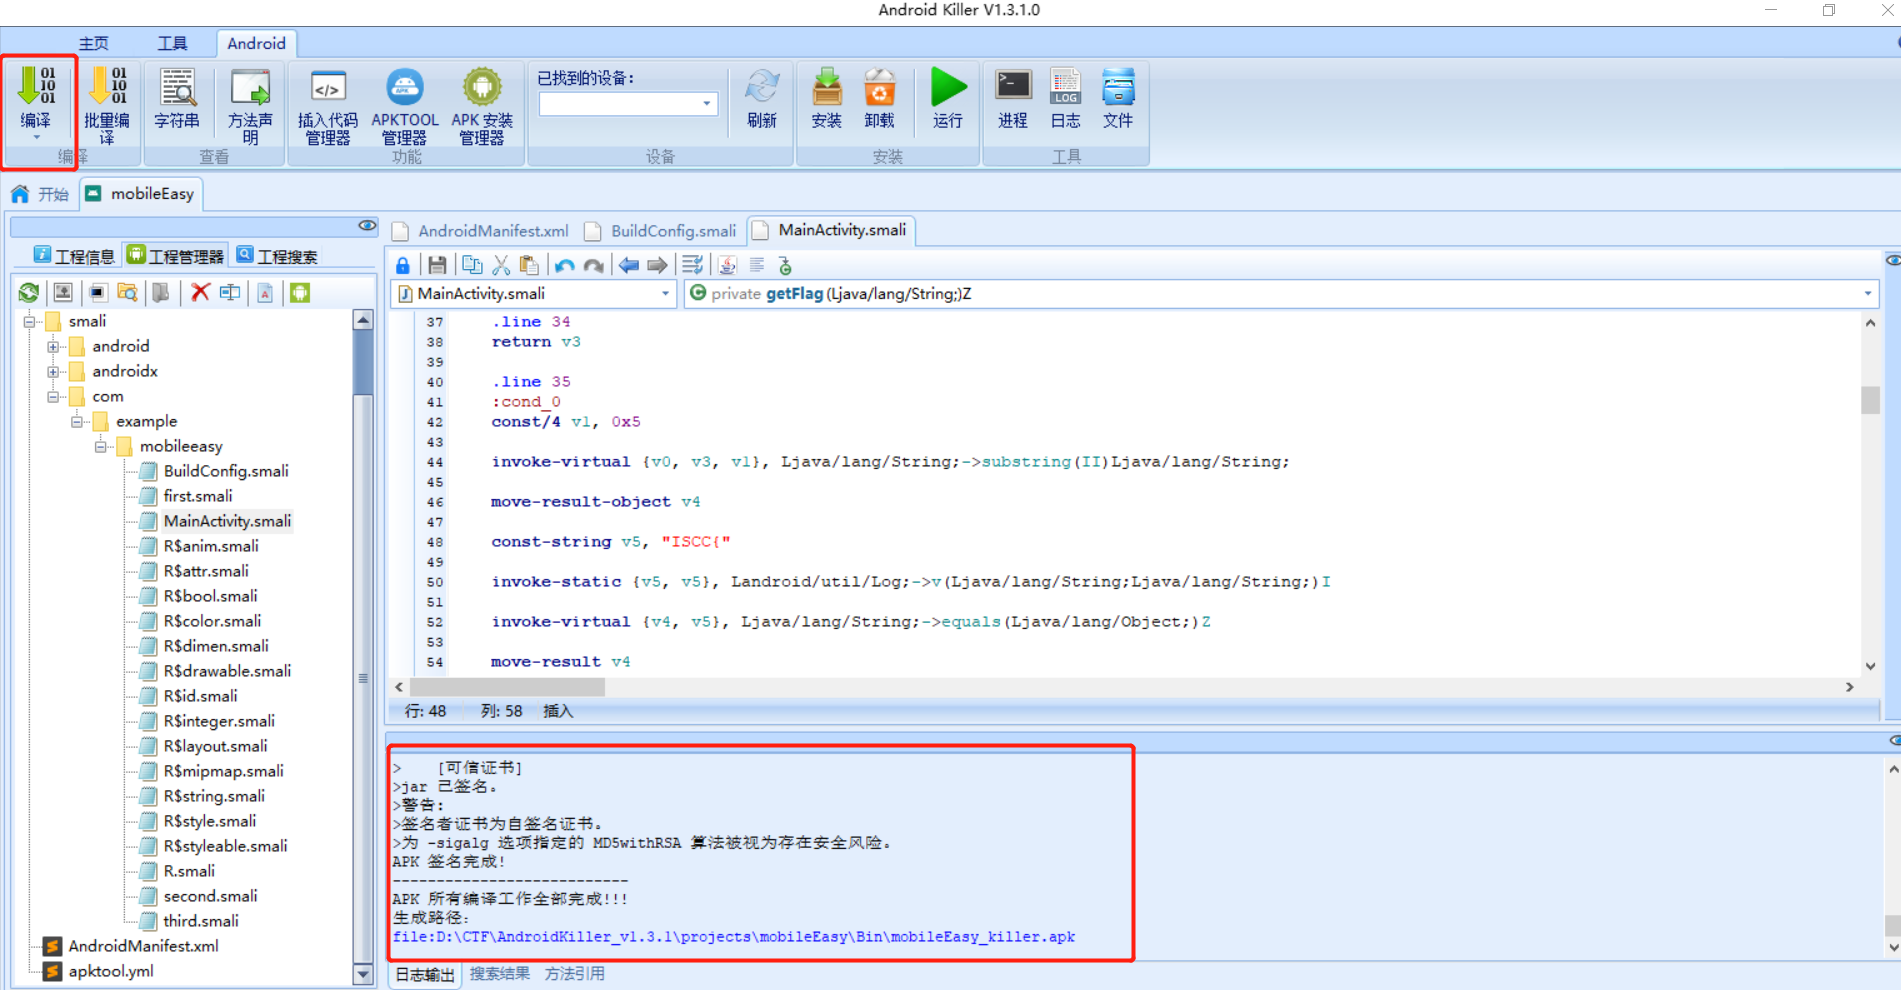 Android Killer V1.3.1.0
主页 工具 Android
01
10
01
编译
01
10
01
批量编
译
字符串
方法声
明
插入代码
管理器
APK
APKTOOL
管理器
APK 安装
管理器
已找到的设备：
刷新
安装
卸载
运行
进程
LOG
日志
文件
编译
查看
功能
设备
安装
工具
开始 mobileEasy
工程信息 工程管理器 工程搜索
smali
android
androidx
com
example
mobileeasy
BuildConfig.smali
first.smali
MainActivity.smali
R$anim.smali
R$attr.smali
R$bool.smali
R$color.smali
R$dimen.smali
R$drawable.smali
R$id.smali
R$integer.smali
R$layout.smali
R$mipmap.smali
R$string.smali
R$style.smali
R$styleable.smali
R.smali
second.smali
third.smali
AndroidManifest.xml
apktool.yml
AndroidManifest.xml BuildConfig.smali MainActivity.smali
MainActivity.smali private getFlag(Ljava/lang/String;)Z
37 .line 34
38 return v3
39
40 .line 35
41 :cond_0
42 const/4 v1, 0x5
43
44 invoke-virtual {v0, v3, v1}, Ljava/lang/String;->substring(II)Ljava/lang/String;
45
46 move-result-object v4
47
48 const-string v5, "ISCC{"
49
50 invoke-static {v5, v5}, Landroid/util/Log;->v(Ljava/lang/String;Ljava/lang/String;)I
51
52 invoke-virtual {v4, v5}, Ljava/lang/String;->equals(Ljava/lang/Object;)Z
53
54 move-result v4
行: 48 列: 58 插入
> [可信证书]
>jar 已签名。
>警告:
>签名者证书为自签名证书。
>为 -sigalg 选项指定的 MD5withRSA 算法被视为存在安全风险。
APK 签名完成!
---------------------------
APK 所有编译工作全部完成!!!
生成路径:
file:D:\CTF\AndroidKiller_v1.3.1\projects\mobileEasy\Bin\mobileEasy_killer.apk
日志输出 搜索结果 方法引用